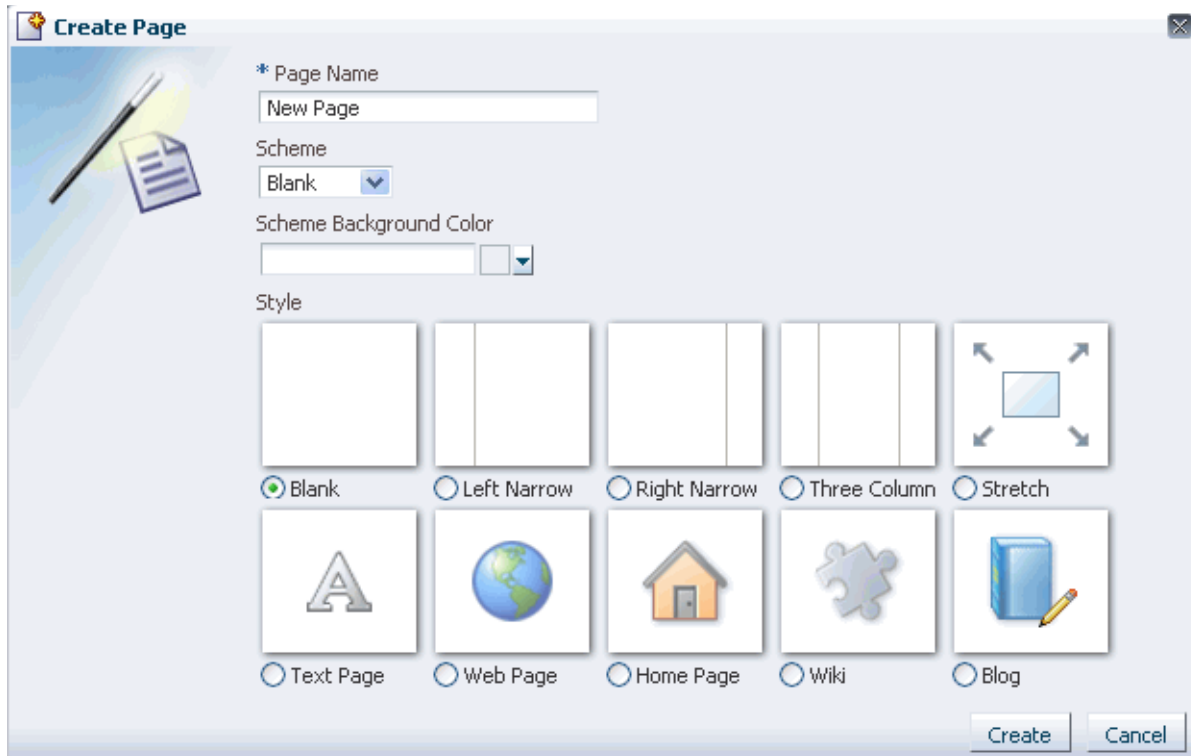 Create Page
* Page Name
New Page
Scheme
Blank
Scheme Background Color
Style
Blank Left Narrow Right Narrow Three Column Stretch
A
Text Page Web Page Home Page Wiki Blog
Create Cancel